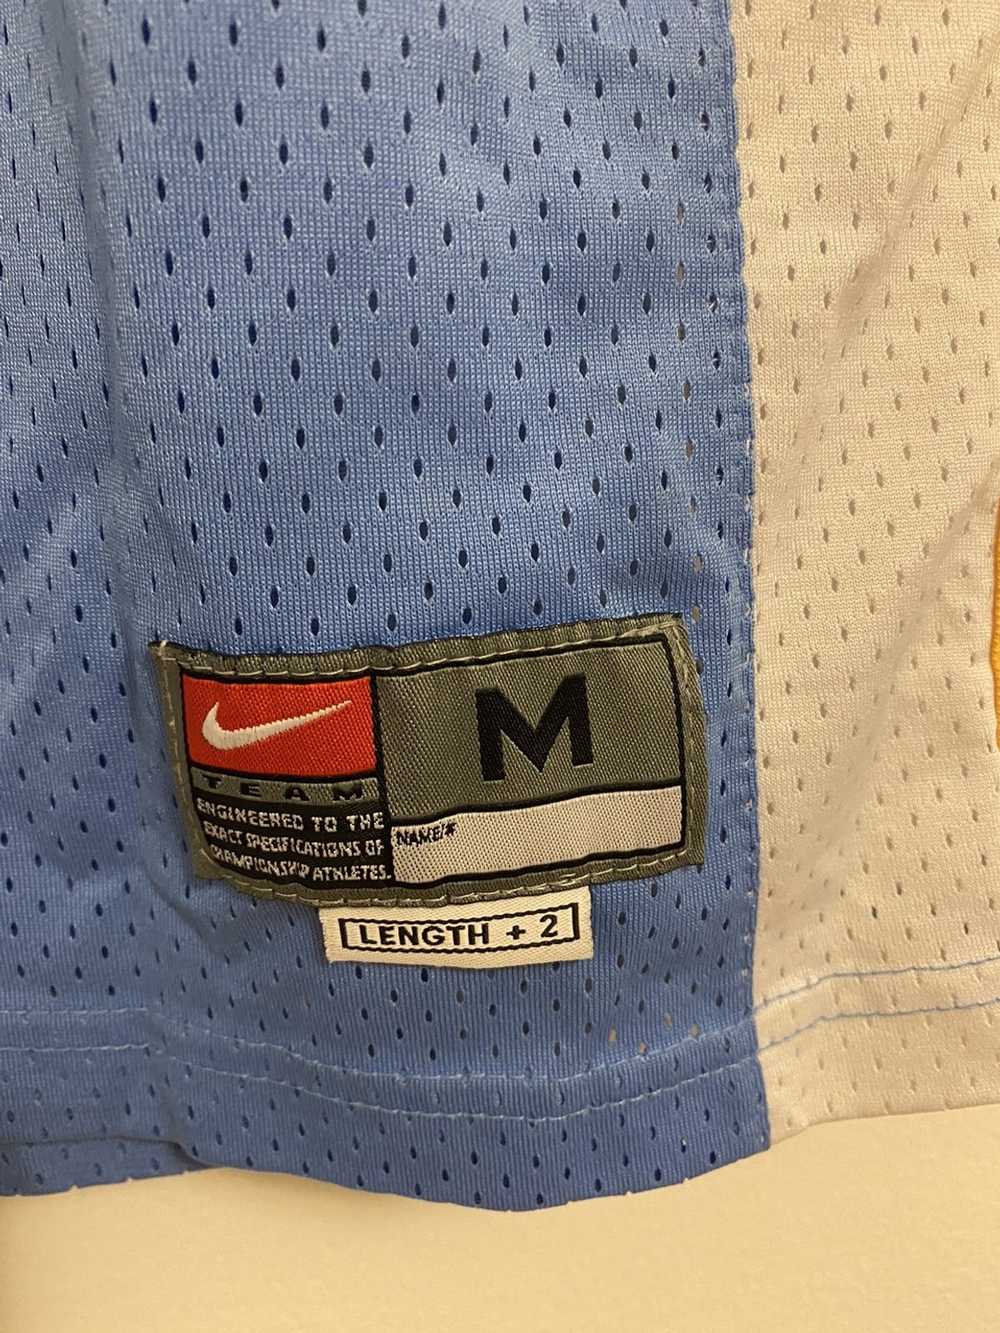 M
TEAM
ENGINEERED TO THE
EXACT SPECIFICATIONS OF
CHAMPIONSHIP ATHLETES.
NAME/#
LENGTH + 2